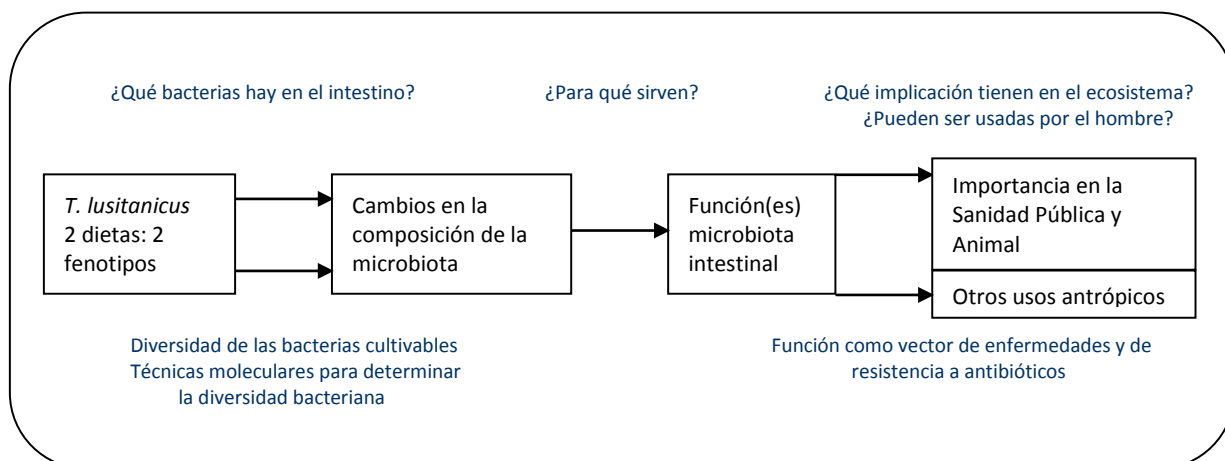 ¿Qué bacterias hay en el intestino?
¿Para qué sirven?
¿Qué implicación tienen en el ecosistema?
¿Pueden ser usadas por el hombre?
T. lusitanicus
2 dietas: 2
fenotipos
Cambios en la
composición de la
microbiota
Función(es)
microbiota
intestinal
Importancia en la
Sanidad Pública y
Animal
Otros usos antrópicos
Diversidad de las bacterias cultivables
Técnicas moleculares para determinar
la diversidad bacteriana
Función como vector de enfermedades y de
resistencia a antibióticos